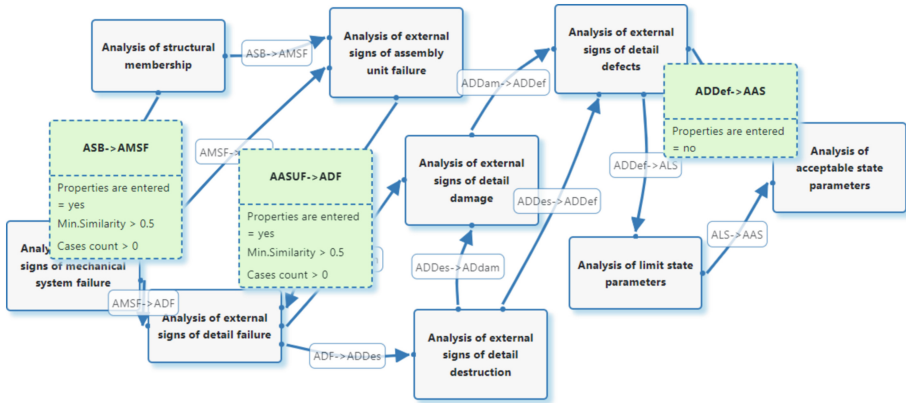 Analysis of structural
membership
ASB->AMSF
Analysis of external
signs of assembly
unit failure
Analysis of external
signs of detail
defects
ADDam->ADDef
ADDef->AAS
Properties are entered
= no
ASB->AMSF
Properties are entered
= yes
Min.Similarity > 0.5
Cases count > 0
AMSF->
AASUF->ADF
Properties are entered
= yes
Min.Similarity > 0.5
Cases count > 0
Analysis of external
signs of detail
damage
ADDef->ALS
Analysis of
acceptable state
parameters
ADDes->ADDef
signs of mechanical
system failure
ADDes->ADdam
ALS->AAS
Analysis of limit state
parameters
AMSF->ADF
Analysis of external
signs of detail failure
ADF->ADDes
Analysis of external
signs of detail
destruction